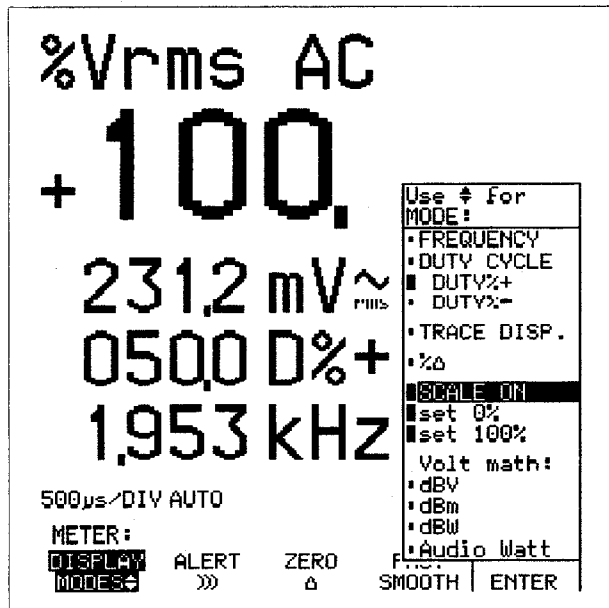 %Vrms AC
+100,
231,2 mV~ rms
050,0 D%+
1,953 kHz
500µs/DIV AUTO
METER:
DISPLAY MODES♦
ALERT )))
ZERO Δ
SMOOTH
ENTER
Use ♦ for
MODE:
▪FREQUENCY
▪DUTY CYCLE
▮ DUTY%+
▪ DUTY%-
▪TRACE DISP.
▪%Δ
▮SCALE ON
▮set 0%
▮set 100%
Volt math:
▪dBV
▪dBm
▪dBW
▪Audio Watt